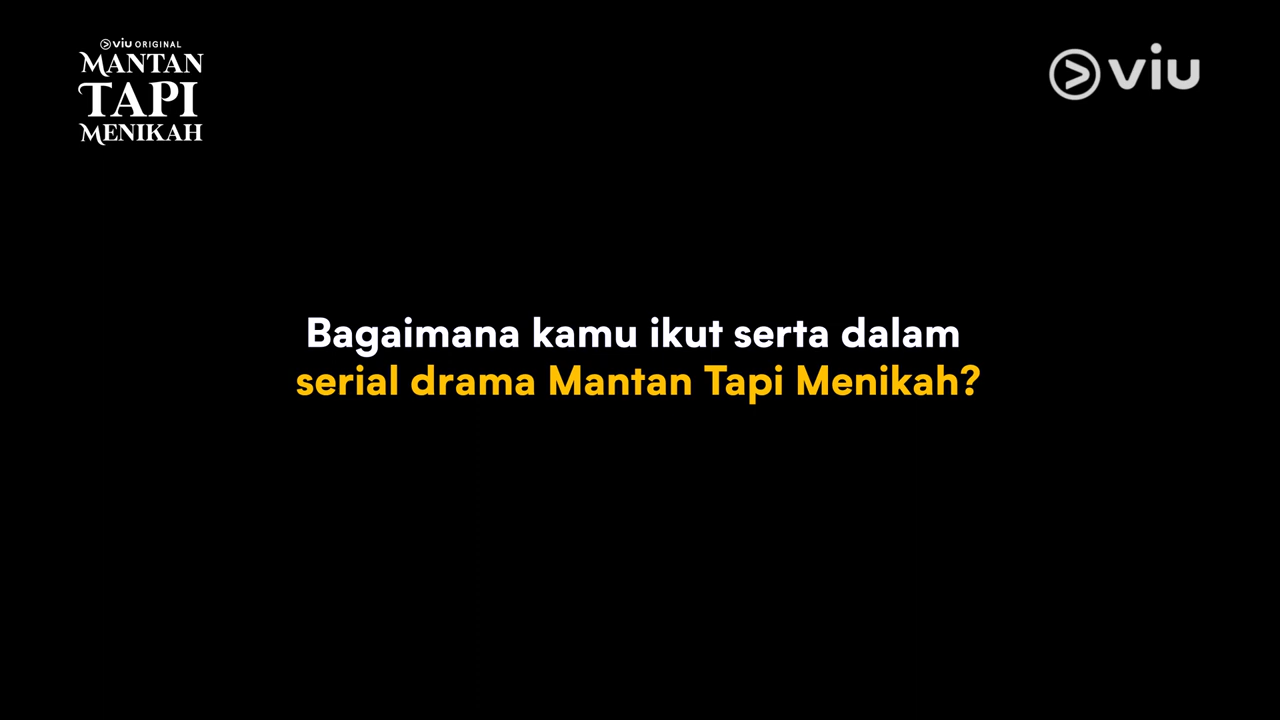 viu ORIGINAL
MANTAN
TAPI
MENIKAH
viu
Bagaimana kamu ikut serta dalam
serial drama Mantan Tapi Menikah?